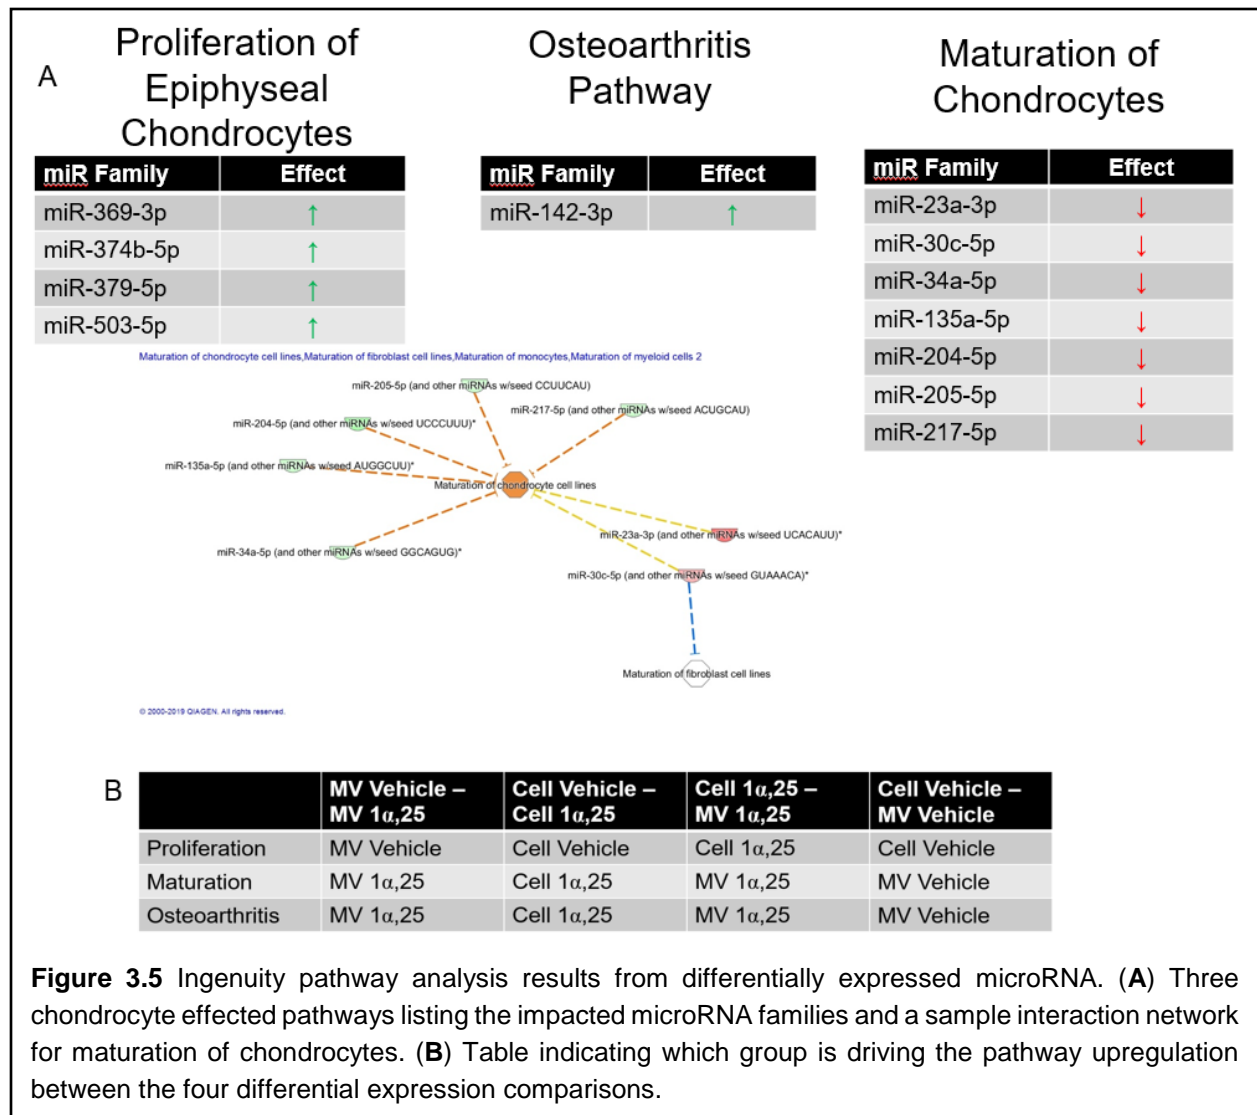 A
Proliferation of
Epiphyseal
Chondrocytes
miR Family Effect
miR-369-3p ↑
miR-374b-5p ↑
miR-379-5p ↑
miR-503-5p ↑
Osteoarthritis
Pathway
miR Family Effect
miR-142-3p ↑
Maturation of
Chondrocytes
miR Family Effect
miR-23a-3p ↓
miR-30c-5p ↓
miR-34a-5p ↓
miR-135a-5p ↓
miR-204-5p ↓
miR-205-5p ↓
miR-217-5p ↓
Maturation of chondrocyte cell lines,Maturation of fibroblast cell lines,Maturation of monocytes,Maturation of myeloid cells 2
miR-205-5p (and other miRNAs w/seed CCUUCAU)
miR-217-5p (and other miRNAs w/seed ACUGCAU)
miR-204-5p (and other miRNAs w/seed UCCCUUU)*
miR-135a-5p (and other miRNAs w/seed AUGGCUU)*
Maturation of chondrocyte cell lines
miR-23a-3p (and other miRNAs w/seed UCACAUU)*
miR-34a-5p (and other miRNAs w/seed GGCAGUG)*
miR-30c-5p (and other miRNAs w/seed GUAAACA)*
Maturation of fibroblast cell lines
© 2000-2019 QIAGEN. All rights reserved.
B
MV Vehicle – Cell Vehicle – Cell 1α,25 – Cell Vehicle –
MV 1α,25 Cell 1α,25 MV 1α,25 MV Vehicle
Proliferation MV Vehicle Cell Vehicle Cell 1α,25 Cell Vehicle
Maturation MV 1α,25 Cell 1α,25 MV 1α,25 MV Vehicle
Osteoarthritis MV 1α,25 Cell 1α,25 MV 1α,25 MV Vehicle
Figure 3.5 Ingenuity pathway analysis results from differentially expressed microRNA. (A) Three
chondrocyte effected pathways listing the impacted microRNA families and a sample interaction network
for maturation of chondrocytes. (B) Table indicating which group is driving the pathway upregulation
between the four differential expression comparisons.